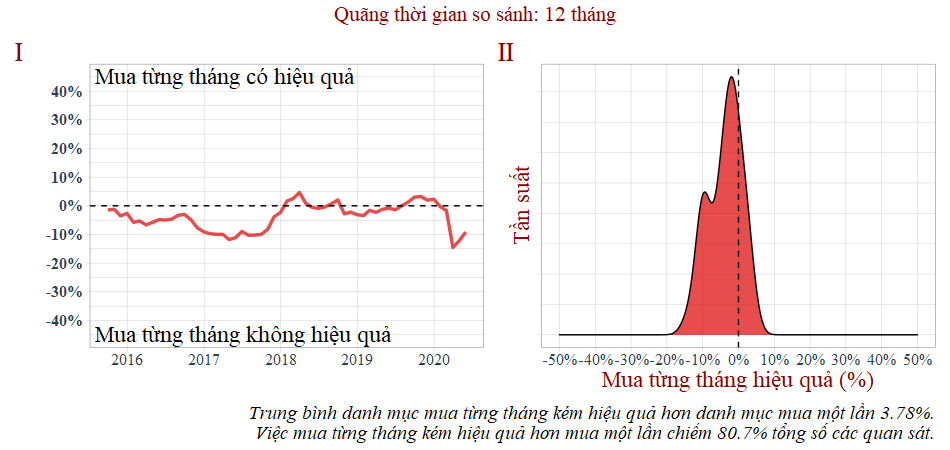 Quãng thời gian so sánh: 12 tháng
I
Mua từng tháng có hiệu quả
40%
30%
20%
10%
0%
-10%
-20%
-30%
-40%
Mua từng tháng không hiệu quả
2016 2017 2018 2019 2020
II
Tần suất
-50% -40% -30% -20% -10% 0% 10% 20% 30% 40% 50%
Mua từng tháng hiệu quả (%)
Trung bình danh mục mua từng tháng kém hiệu quả hơn danh mục mua một lần 3.78%.
Việc mua từng tháng kém hiệu quả hơn mua một lần chiếm 80.7% tổng số các quan sát.